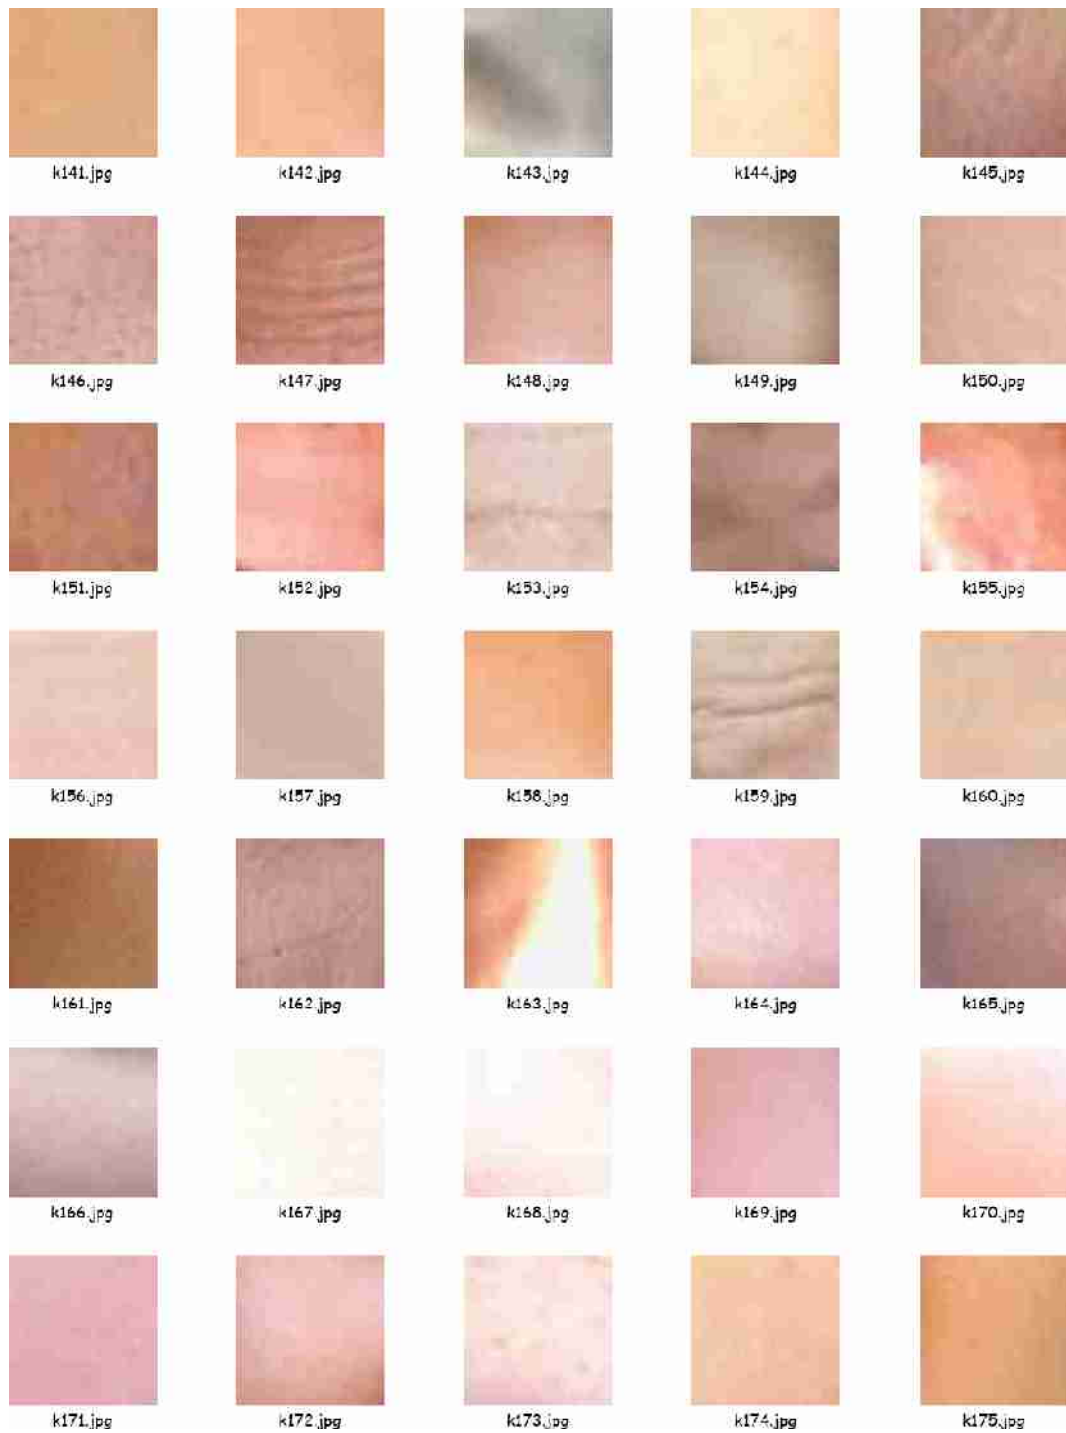 k141.jpg k142.jpg k143.jpg k144.jpg k145.jpg
k146.jpg k147.jpg k148.jpg k149.jpg k150.jpg
k151.jpg k152.jpg k153.jpg k154.jpg k155.jpg
k156.jpg k157.jpg k158.jpg k159.jpg k160.jpg
k161.jpg k162.jpg k163.jpg k164.jpg k165.jpg
k166.jpg k167.jpg k168.jpg k169.jpg k170.jpg
k171.jpg k172.jpg k173.jpg k174.jpg k175.jpg